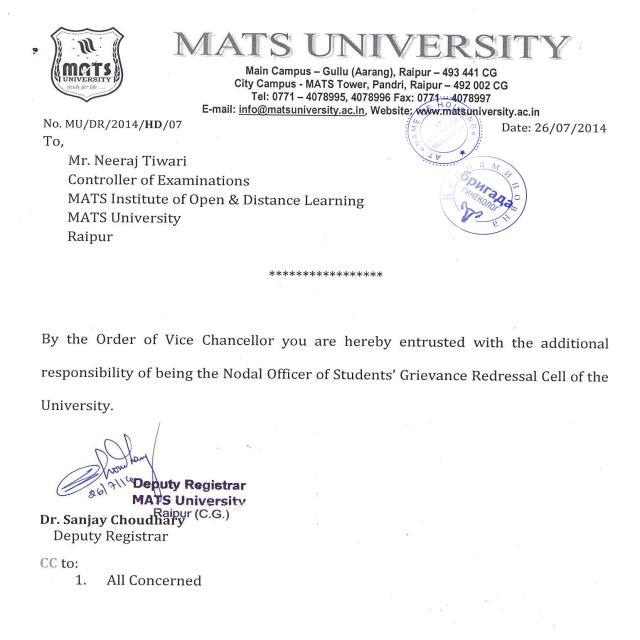 MATS
UNIVERSITY
ready for life.....
MATS UNIVERSITY
Main Campus – Gullu (Aarang), Raipur – 493 441 CG
City Campus - MATS Tower, Pandri, Raipur – 492 002 CG
Tel: 0771 – 4078995, 4078996 Fax: 0771 – 4078997
E-mail: info@matsuniversity.ac.in, Website: www.matsuniversity.ac.in
No. MU/DR/2014/HD/07
Date: 26/07/2014
To,
Mr. Neeraj Tiwari
Controller of Examinations
MATS Institute of Open & Distance Learning
MATS University
Raipur
бригада
ГИНЕКОЛОГ
*****************
By the Order of Vice Chancellor you are hereby entrusted with the additional
responsibility of being the Nodal Officer of Students’ Grievance Redressal Cell of the
University.
26/7/14
Deputy Registrar
MATS University
Raipur (C.G.)
Dr. Sanjay Choudhary
Deputy Registrar
CC to:
1. All Concerned